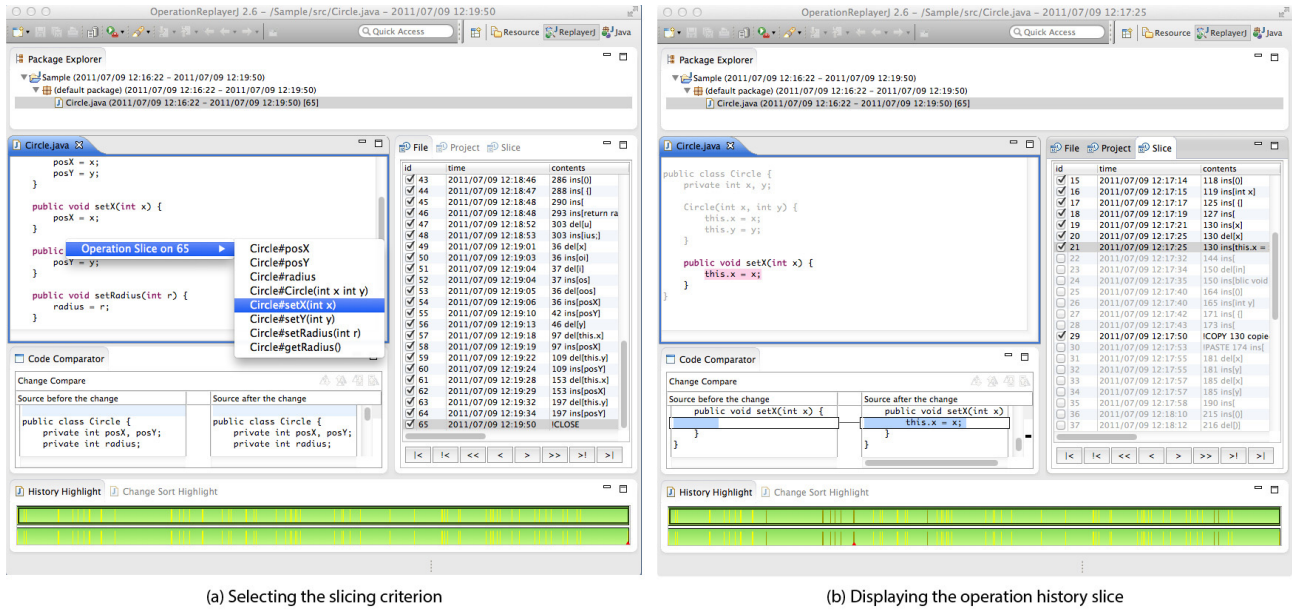 OperationReplayerJ 2.6 – /Sample/src/Circle.java – 2011/07/09 12:19:50
Quick Access
Resource
ReplayerJ
Java
Package Explorer
Sample (2011/07/09 12:16:22 – 2011/07/09 12:19:50)
(default package) (2011/07/09 12:16:22 – 2011/07/09 12:19:50)
Circle.java (2011/07/09 12:16:22 – 2011/07/09 12:19:50) [65]
Circle.java
posX = x;
posY = y;
}
public void setX(int x) {
posX = x;
}
public
posY = y;
}
public void setRadius(int r) {
radius = r;
}
Operation Slice on 65
Circle#posX
Circle#posY
Circle#radius
Circle#Circle(int x int y)
Circle#setX(int x)
Circle#setY(int y)
Circle#setRadius(int r)
Circle#getRadius()
File Project Slice
id time contents
43 2011/07/09 12:18:46 286 ins[()]
44 2011/07/09 12:18:47 288 ins[ {]
45 2011/07/09 12:18:48 290 ins[
46 2011/07/09 12:18:48 293 ins[return ra
47 2011/07/09 12:18:52 303 del[u]
48 2011/07/09 12:18:53 303 ins[ius;]
49 2011/07/09 12:19:01 36 del[x]
50 2011/07/09 12:19:03 36 ins[oi]
51 2011/07/09 12:19:04 37 del[i]
52 2011/07/09 12:19:04 37 ins[os]
53 2011/07/09 12:19:05 36 del[oos]
54 2011/07/09 12:19:06 36 ins[posX]
55 2011/07/09 12:19:10 42 ins[posY]
56 2011/07/09 12:19:13 46 del[y]
57 2011/07/09 12:19:18 97 del[this.x]
58 2011/07/09 12:19:19 97 ins[posX]
59 2011/07/09 12:19:22 109 del[this.y]
60 2011/07/09 12:19:24 109 ins[posY]
61 2011/07/09 12:19:28 153 del[this.x]
62 2011/07/09 12:19:29 153 ins[posX]
63 2011/07/09 12:19:32 197 del[this.y]
64 2011/07/09 12:19:34 197 ins[posY]
65 2011/07/09 12:19:50 !CLOSE
|< !< << < > >> >! >|
Code Comparator
Change Compare
Source before the change
public class Circle {
private int posX, posY;
private int radius;
Source after the change
public class Circle {
private int posX, posY;
private int radius;
History Highlight Change Sort Highlight
(a) Selecting the slicing criterion
OperationReplayerJ 2.6 – /Sample/src/Circle.java – 2011/07/09 12:17:25
Quick Access
Resource
ReplayerJ
Java
Package Explorer
Sample (2011/07/09 12:16:22 – 2011/07/09 12:19:50)
(default package) (2011/07/09 12:16:22 – 2011/07/09 12:19:50)
Circle.java (2011/07/09 12:16:22 – 2011/07/09 12:19:50) [65]
Circle.java
public class Circle {
private int x, y;
Circle(int x, int y) {
this.x = x;
this.y = y;
}
public void setX(int x) {
this.x = x;
}
}
File Project Slice
id time contents
15 2011/07/09 12:17:14 118 ins[()]
16 2011/07/09 12:17:15 119 ins[int x]
17 2011/07/09 12:17:17 125 ins[ {]
18 2011/07/09 12:17:19 127 ins[
19 2011/07/09 12:17:21 130 ins[x]
20 2011/07/09 12:17:25 130 del[x]
21 2011/07/09 12:17:25 130 ins[this.x =
22 2011/07/09 12:17:32 144 ins[
23 2011/07/09 12:17:34 150 del[in]
24 2011/07/09 12:17:35 150 ins[blic void
25 2011/07/09 12:17:40 164 ins[()]
26 2011/07/09 12:17:40 165 ins[int y]
27 2011/07/09 12:17:42 171 ins[ {]
28 2011/07/09 12:17:43 173 ins[
29 2011/07/09 12:17:50 !COPY 130 copie
30 2011/07/09 12:17:53 !PASTE 174 ins[
31 2011/07/09 12:17:55 181 del[x]
32 2011/07/09 12:17:55 181 ins[y]
33 2011/07/09 12:17:57 185 del[x]
34 2011/07/09 12:17:57 185 ins[y]
35 2011/07/09 12:17:58 190 ins[
36 2011/07/09 12:18:10 215 ins[()]
37 2011/07/09 12:18:12 216 del[)]
|< !< << < > >> >! >|
Code Comparator
Change Compare
Source before the change
public void setX(int x) {
}
}
Source after the change
public void setX(int x)
this.x = x;
}
}
History Highlight Change Sort Highlight
(b) Displaying the operation history slice